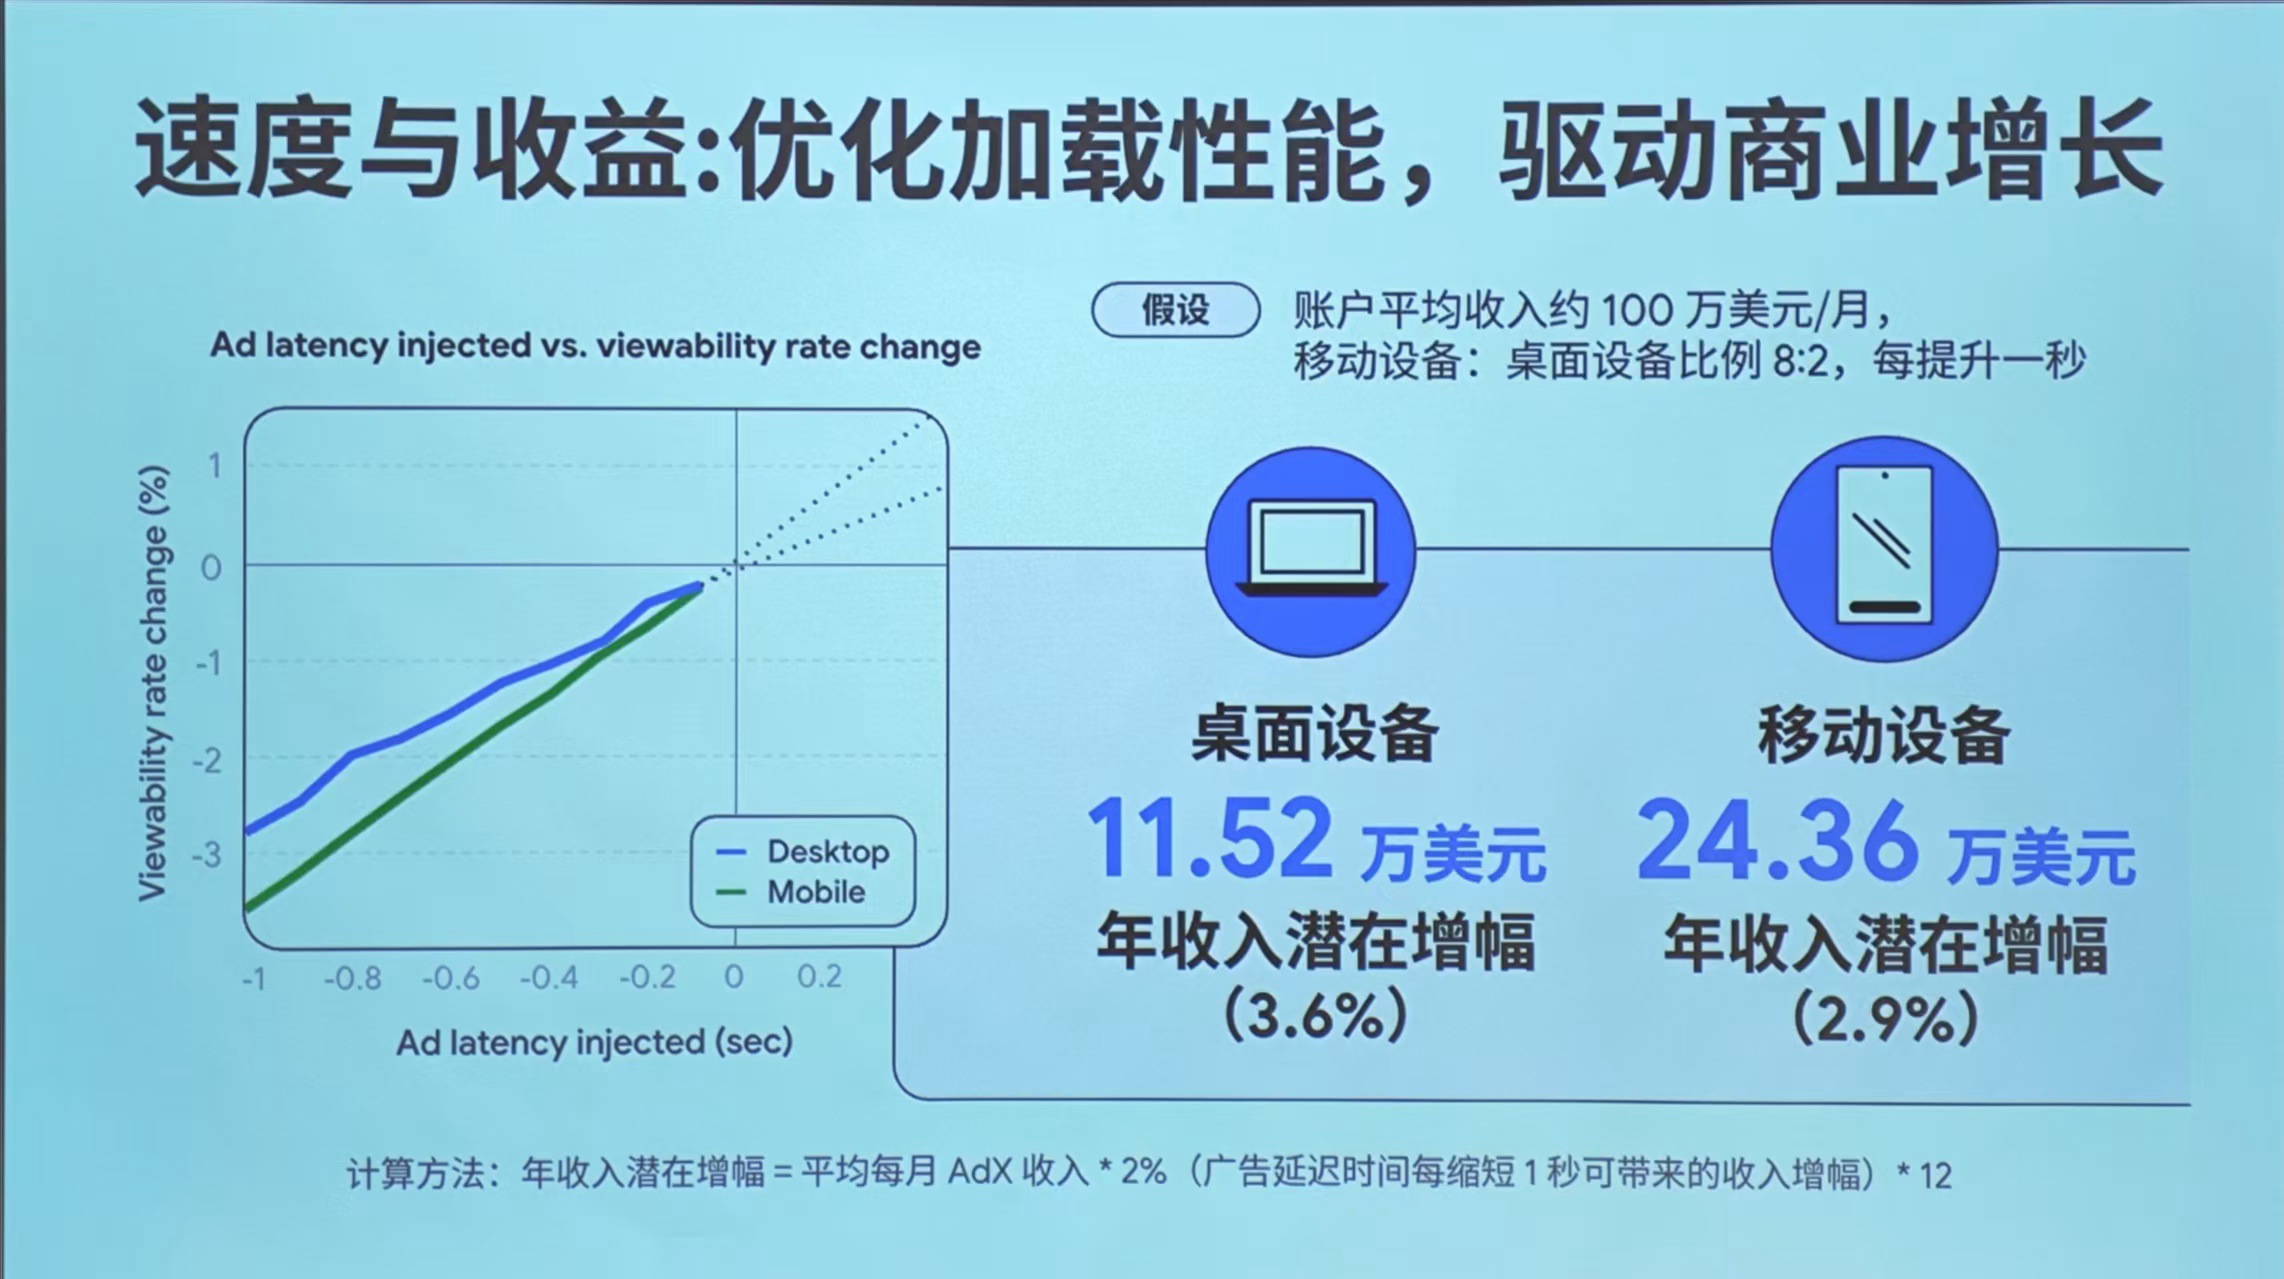 速度与收益:优化加载性能，驱动商业增长
假设
账户平均收入约 100 万美元/月，
移动设备：桌面设备比例 8:2，每提升一秒
Ad latency injected vs. viewability rate change
Viewability rate change (%)
1
0
-1
-2
-3
Desktop
Mobile
-1 -0.8 -0.6 -0.4 -0.2 0 0.2
Ad latency injected (sec)
桌面设备
11.52 万美元
年收入潜在增幅
（3.6%）
移动设备
24.36 万美元
年收入潜在增幅
（2.9%）
计算方法：年收入潜在增幅 = 平均每月 AdX 收入 * 2%（广告延迟时间每缩短 1 秒可带来的收入增幅）* 12